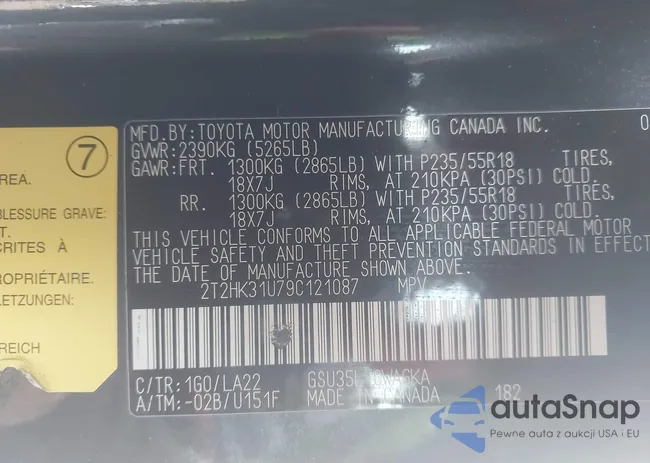 7
REA.
BLESSURE GRAVE:
T.
CRITES À
PROPRIÉTAIRE.
LETZUNGEN.
REICH
MFD.BY:TOYOTA MOTOR MANUFACTURING CANADA INC. 0
GVWR:2390KG (5265LB)
GAWR:FRT. 1300KG (2865LB) WITH P235/55R18 TIRES,
18X7J RIMS, AT 210KPA (30PSI) COLD.
RR. 1300KG (2865LB) WITH P235/55R18 TIRES,
18X7J RIMS, AT 210KPA (30PSI) COLD.
THIS VEHICLE CONFORMS TO ALL APPLICABLE FEDERAL MOTOR
VEHICLE SAFETY AND THEFT PREVENTION STANDARDS IN EFFECT
THE DATE OF MANUFACTURE SHOWN ABOVE.
2T2HK31U79C121087 MPV
C/TR:1G0/LA22
A/TM:-02B/U151F
MADE IN CANADA 182
autaSnap
Pewne auta z aukcji USA i EU